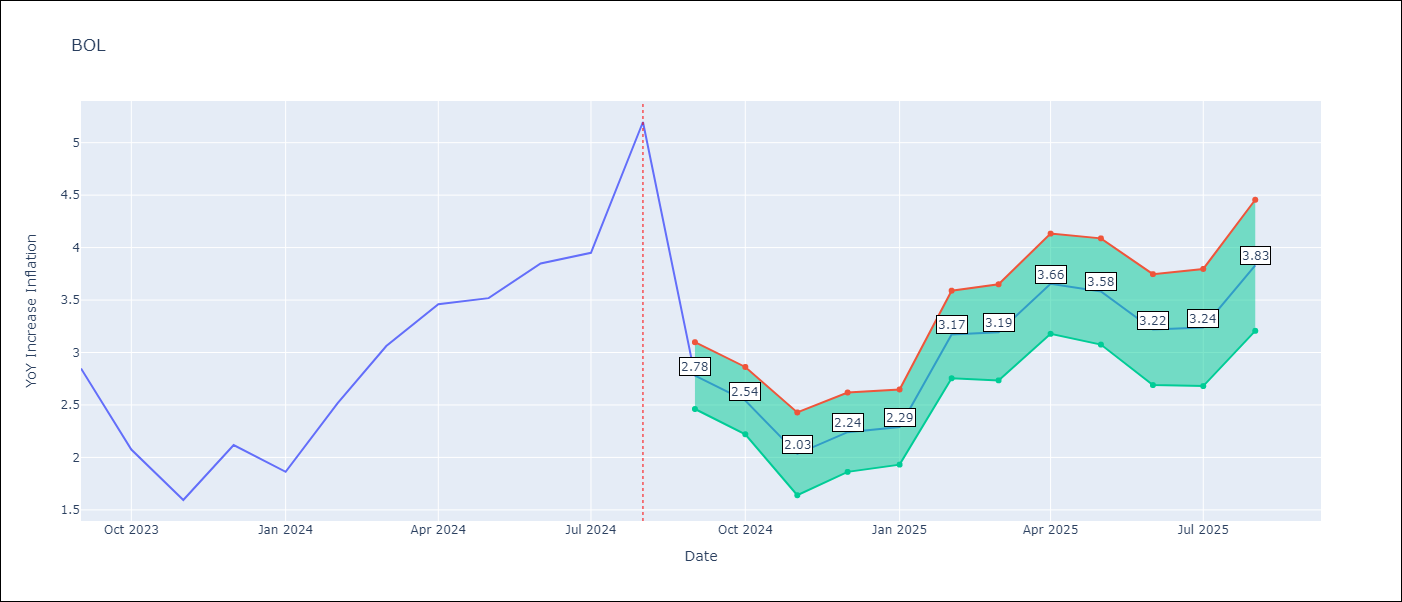 BOL
YoY Increase Inflation
5
4.5
4
3.5
3
2.5
2
1.5
2.78
2.54
2.03
2.24
2.29
3.17
3.19
3.66
3.58
3.22
3.24
3.83
Oct 2023
Jan 2024
Apr 2024
Jul 2024
Oct 2024
Jan 2025
Apr 2025
Jul 2025
Date